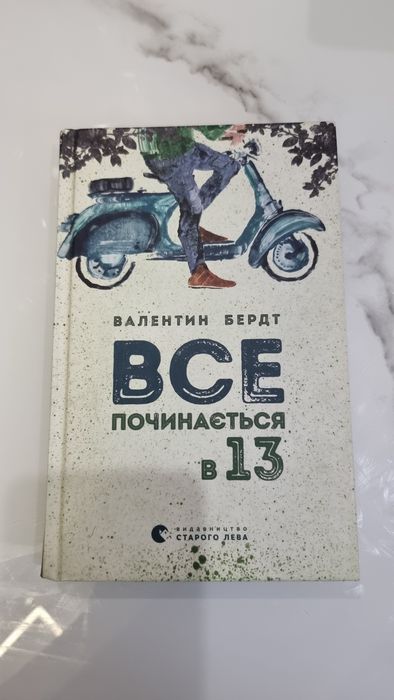 ВАЛЕНТИН БЕРДТ
ВСЕ
ПОЧИНАЄТЬСЯ
В 13
ВИДАВНИЦТВО
СТАРОГО ЛЕВА